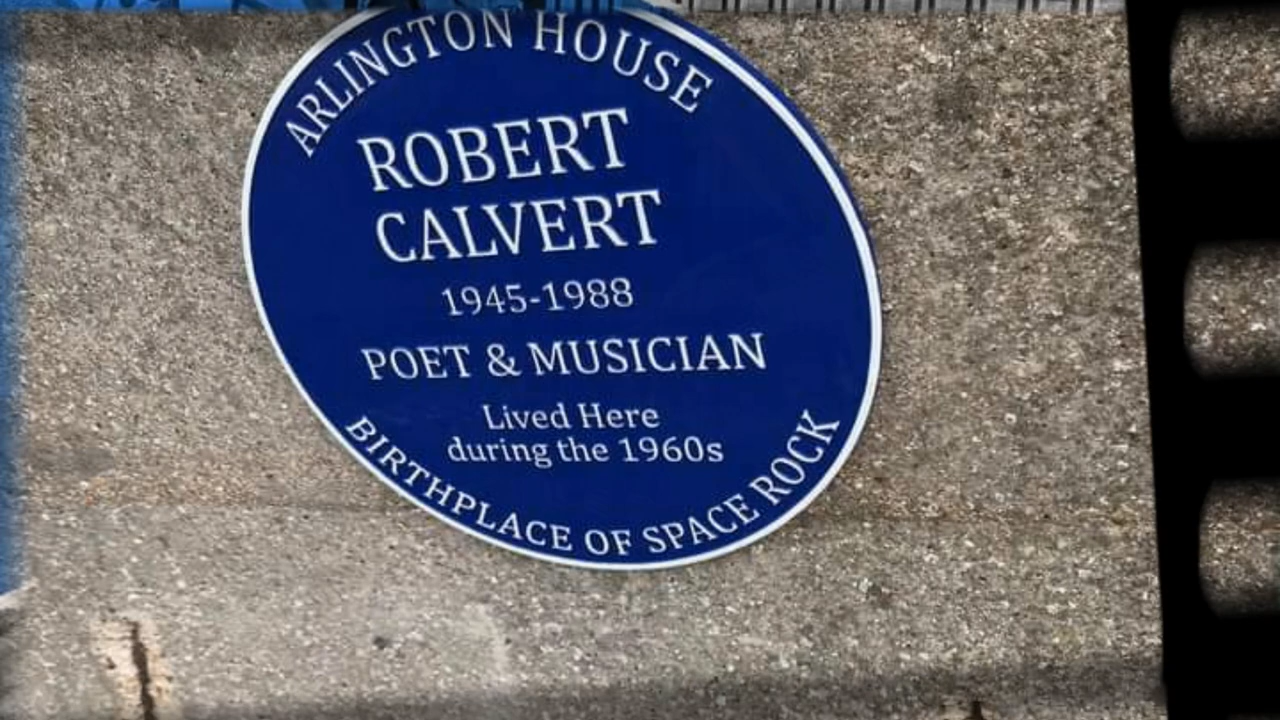 ARLINGTON HOUSE
ROBERT
CALVERT
1945-1988
POET & MUSICIAN
Lived Here
during the 1960s
BIRTHPLACE OF SPACE ROCK